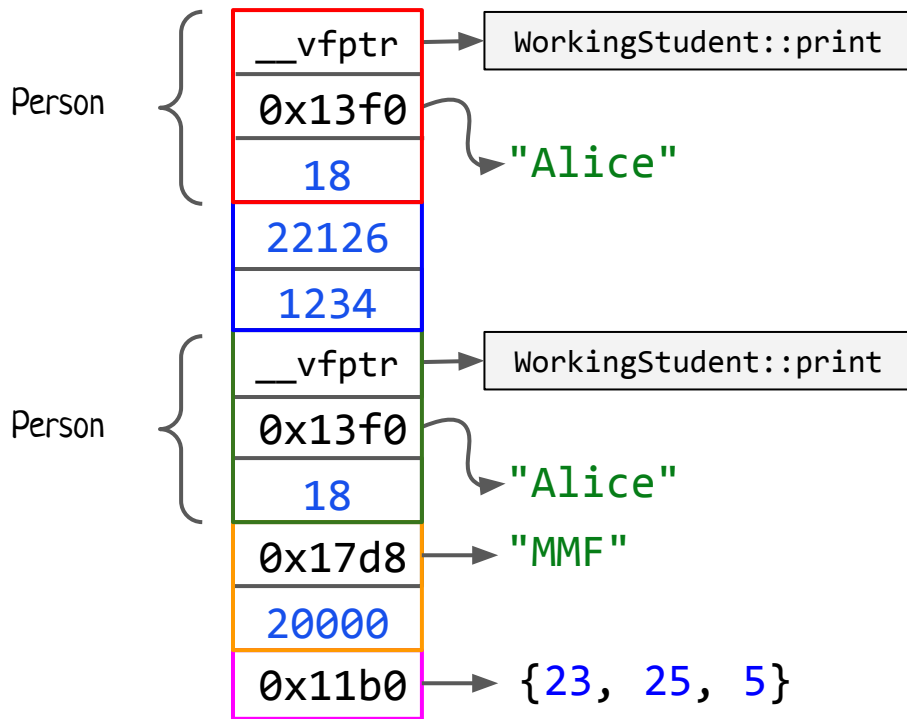 __vfptr WorkingStudent::print
Person 0x13f0
"Alice"
18
22126
1234
__vfptr WorkingStudent::print
Person 0x13f0
"Alice"
18
0x17d8 "MMF"
20000
0x11b0 {23, 25, 5}